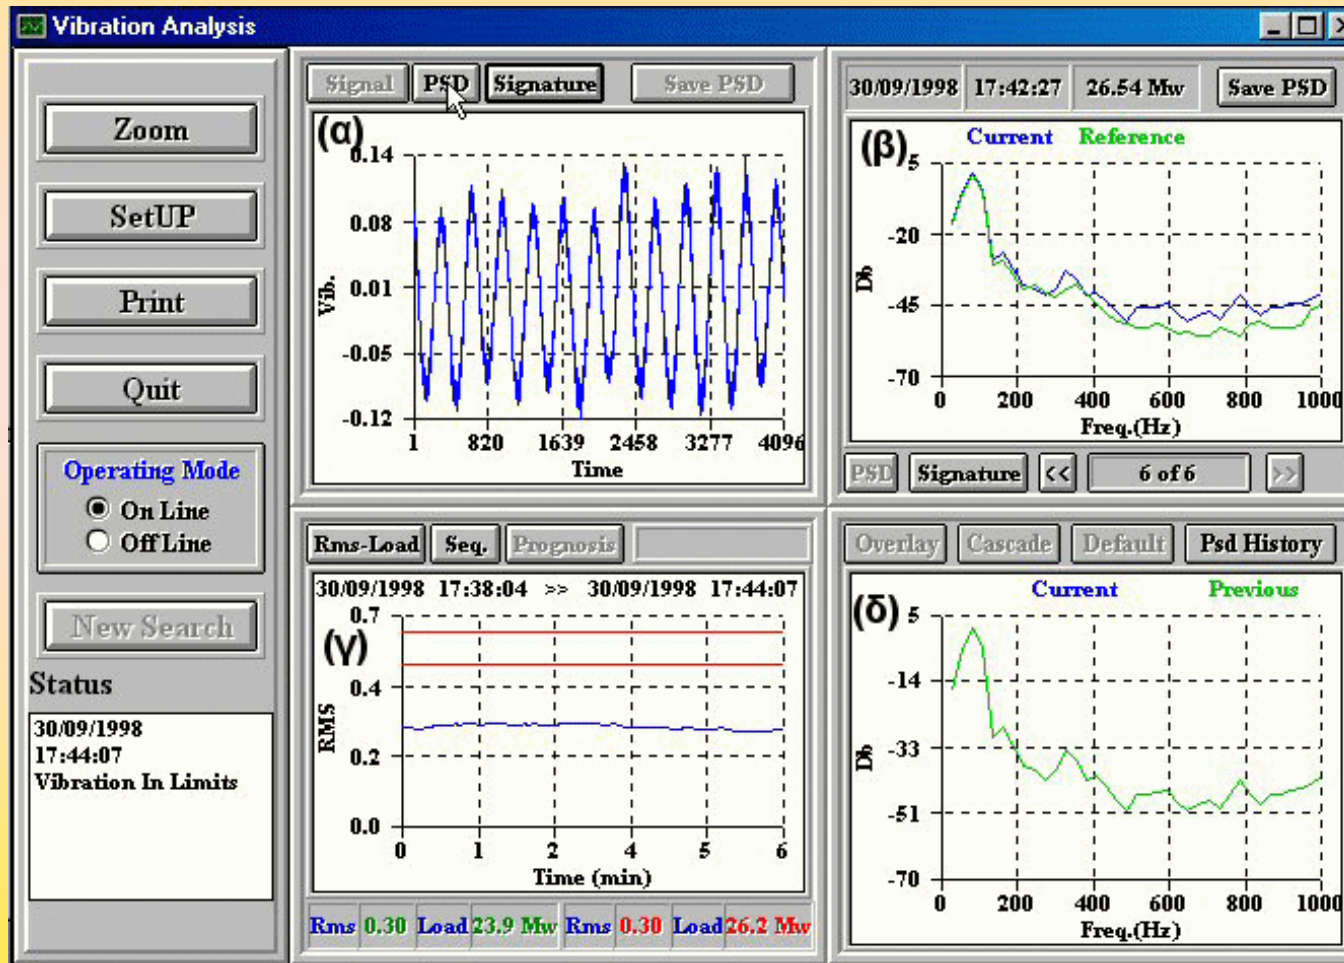 Vibration Analysis
Zoom
SetUP
Print
Quit
Operating Mode
On Line
Off Line
New Search
Status
30/09/1998
17:44:07
Vibration In Limits
Signal PSD Signature Save PSD
(α)
0.14
0.08
0.01
-0.05
-0.12
Vib.
1 820 1639 2458 3277 4096
Time
30/09/1998 17:42:27 26.54 Mw Save PSD
(β)
Current Reference
5
-20
-45
-70
Db
0 200 400 600 800 1000
Freq.(Hz)
PSD Signature << 6 of 6 >>
Rms-Load Seq. Prognosis
30/09/1998 17:38:04 >> 30/09/1998 17:44:07
(γ)
0.7
0.4
0.2
0.0
RMS
0 1 2 3 4 5 6
Time (min)
Rms 0.30 Load 23.9 Mw Rms 0.30 Load 26.2 Mw
Overlay Cascade Default Psd History
(δ)
Current Previous
5
-14
-33
-51
-70
Db
0 200 400 600 800 1000
Freq.(Hz)